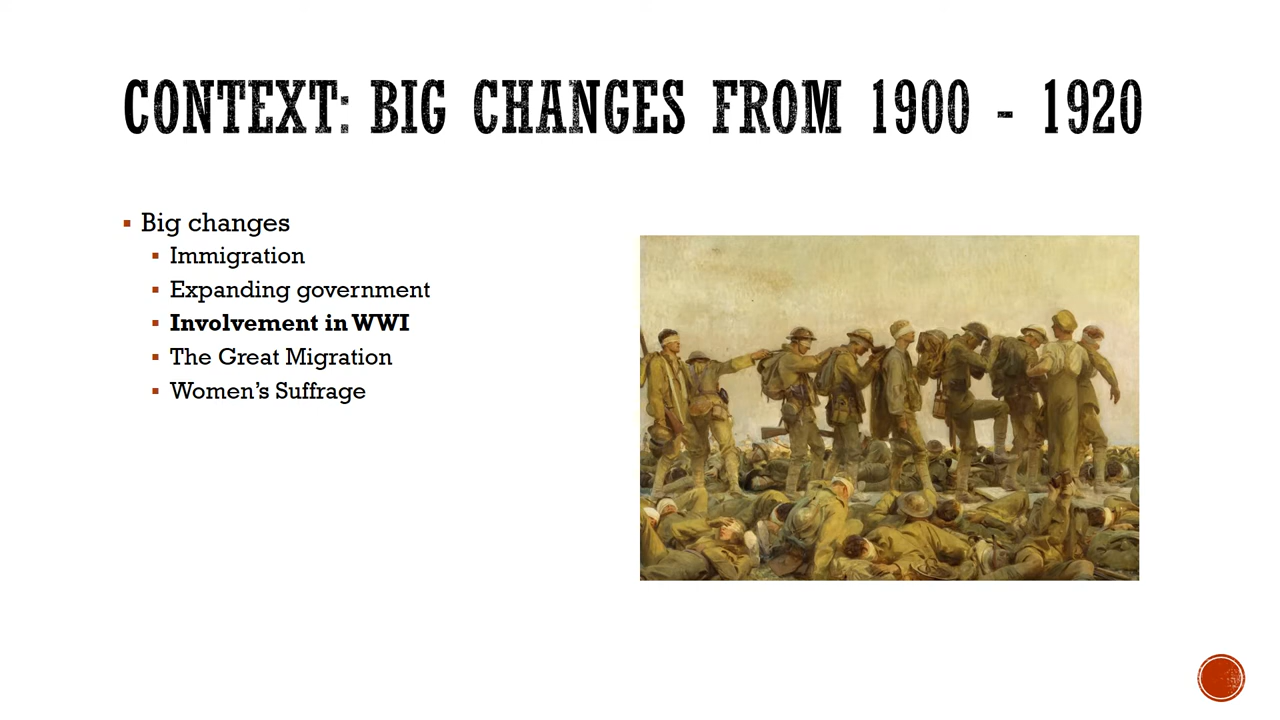 CONTEXT: BIG CHANGES FROM 1900 - 1920
Big changes
Immigration
Expanding government
Involvement in WWI
The Great Migration
Women's Suffrage